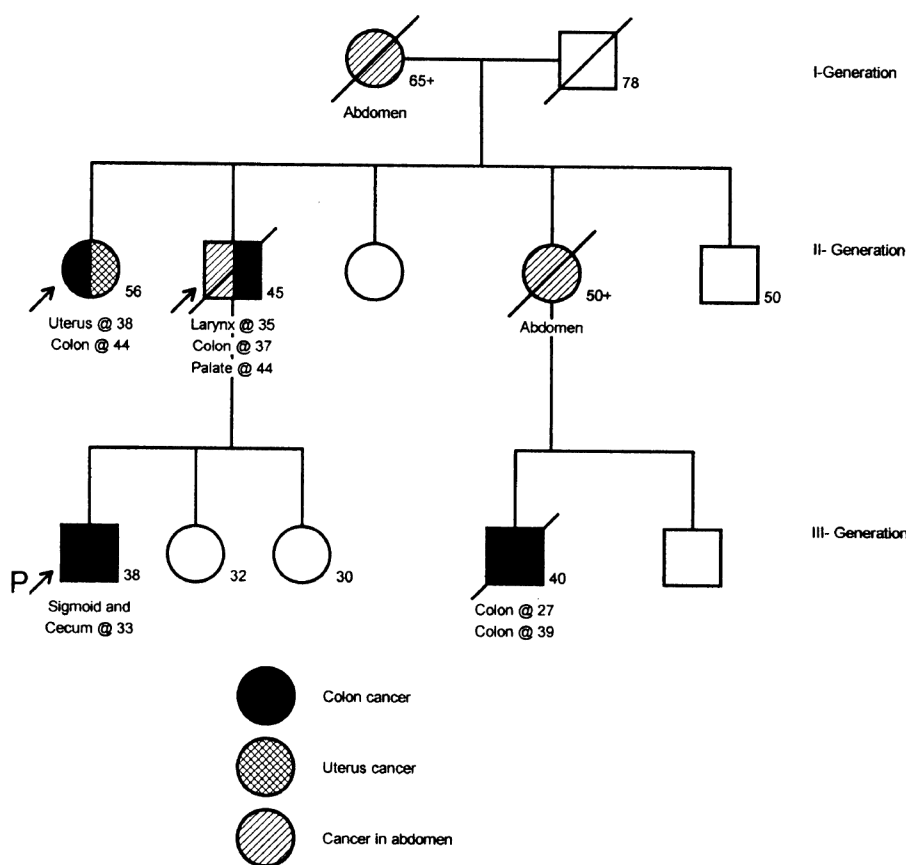 65+
78
I-Generation
Abdomen
56
45
50+
50
II- Generation
Uterus @ 38
Colon @ 44
Larynx @ 35
Colon @ 37
Palate @ 44
Abdomen
P
38
32
30
40
III- Generation
Sigmoid and
Cecum @ 33
Colon @ 27
Colon @ 39
Colon cancer
Uterus cancer
Cancer in abdomen